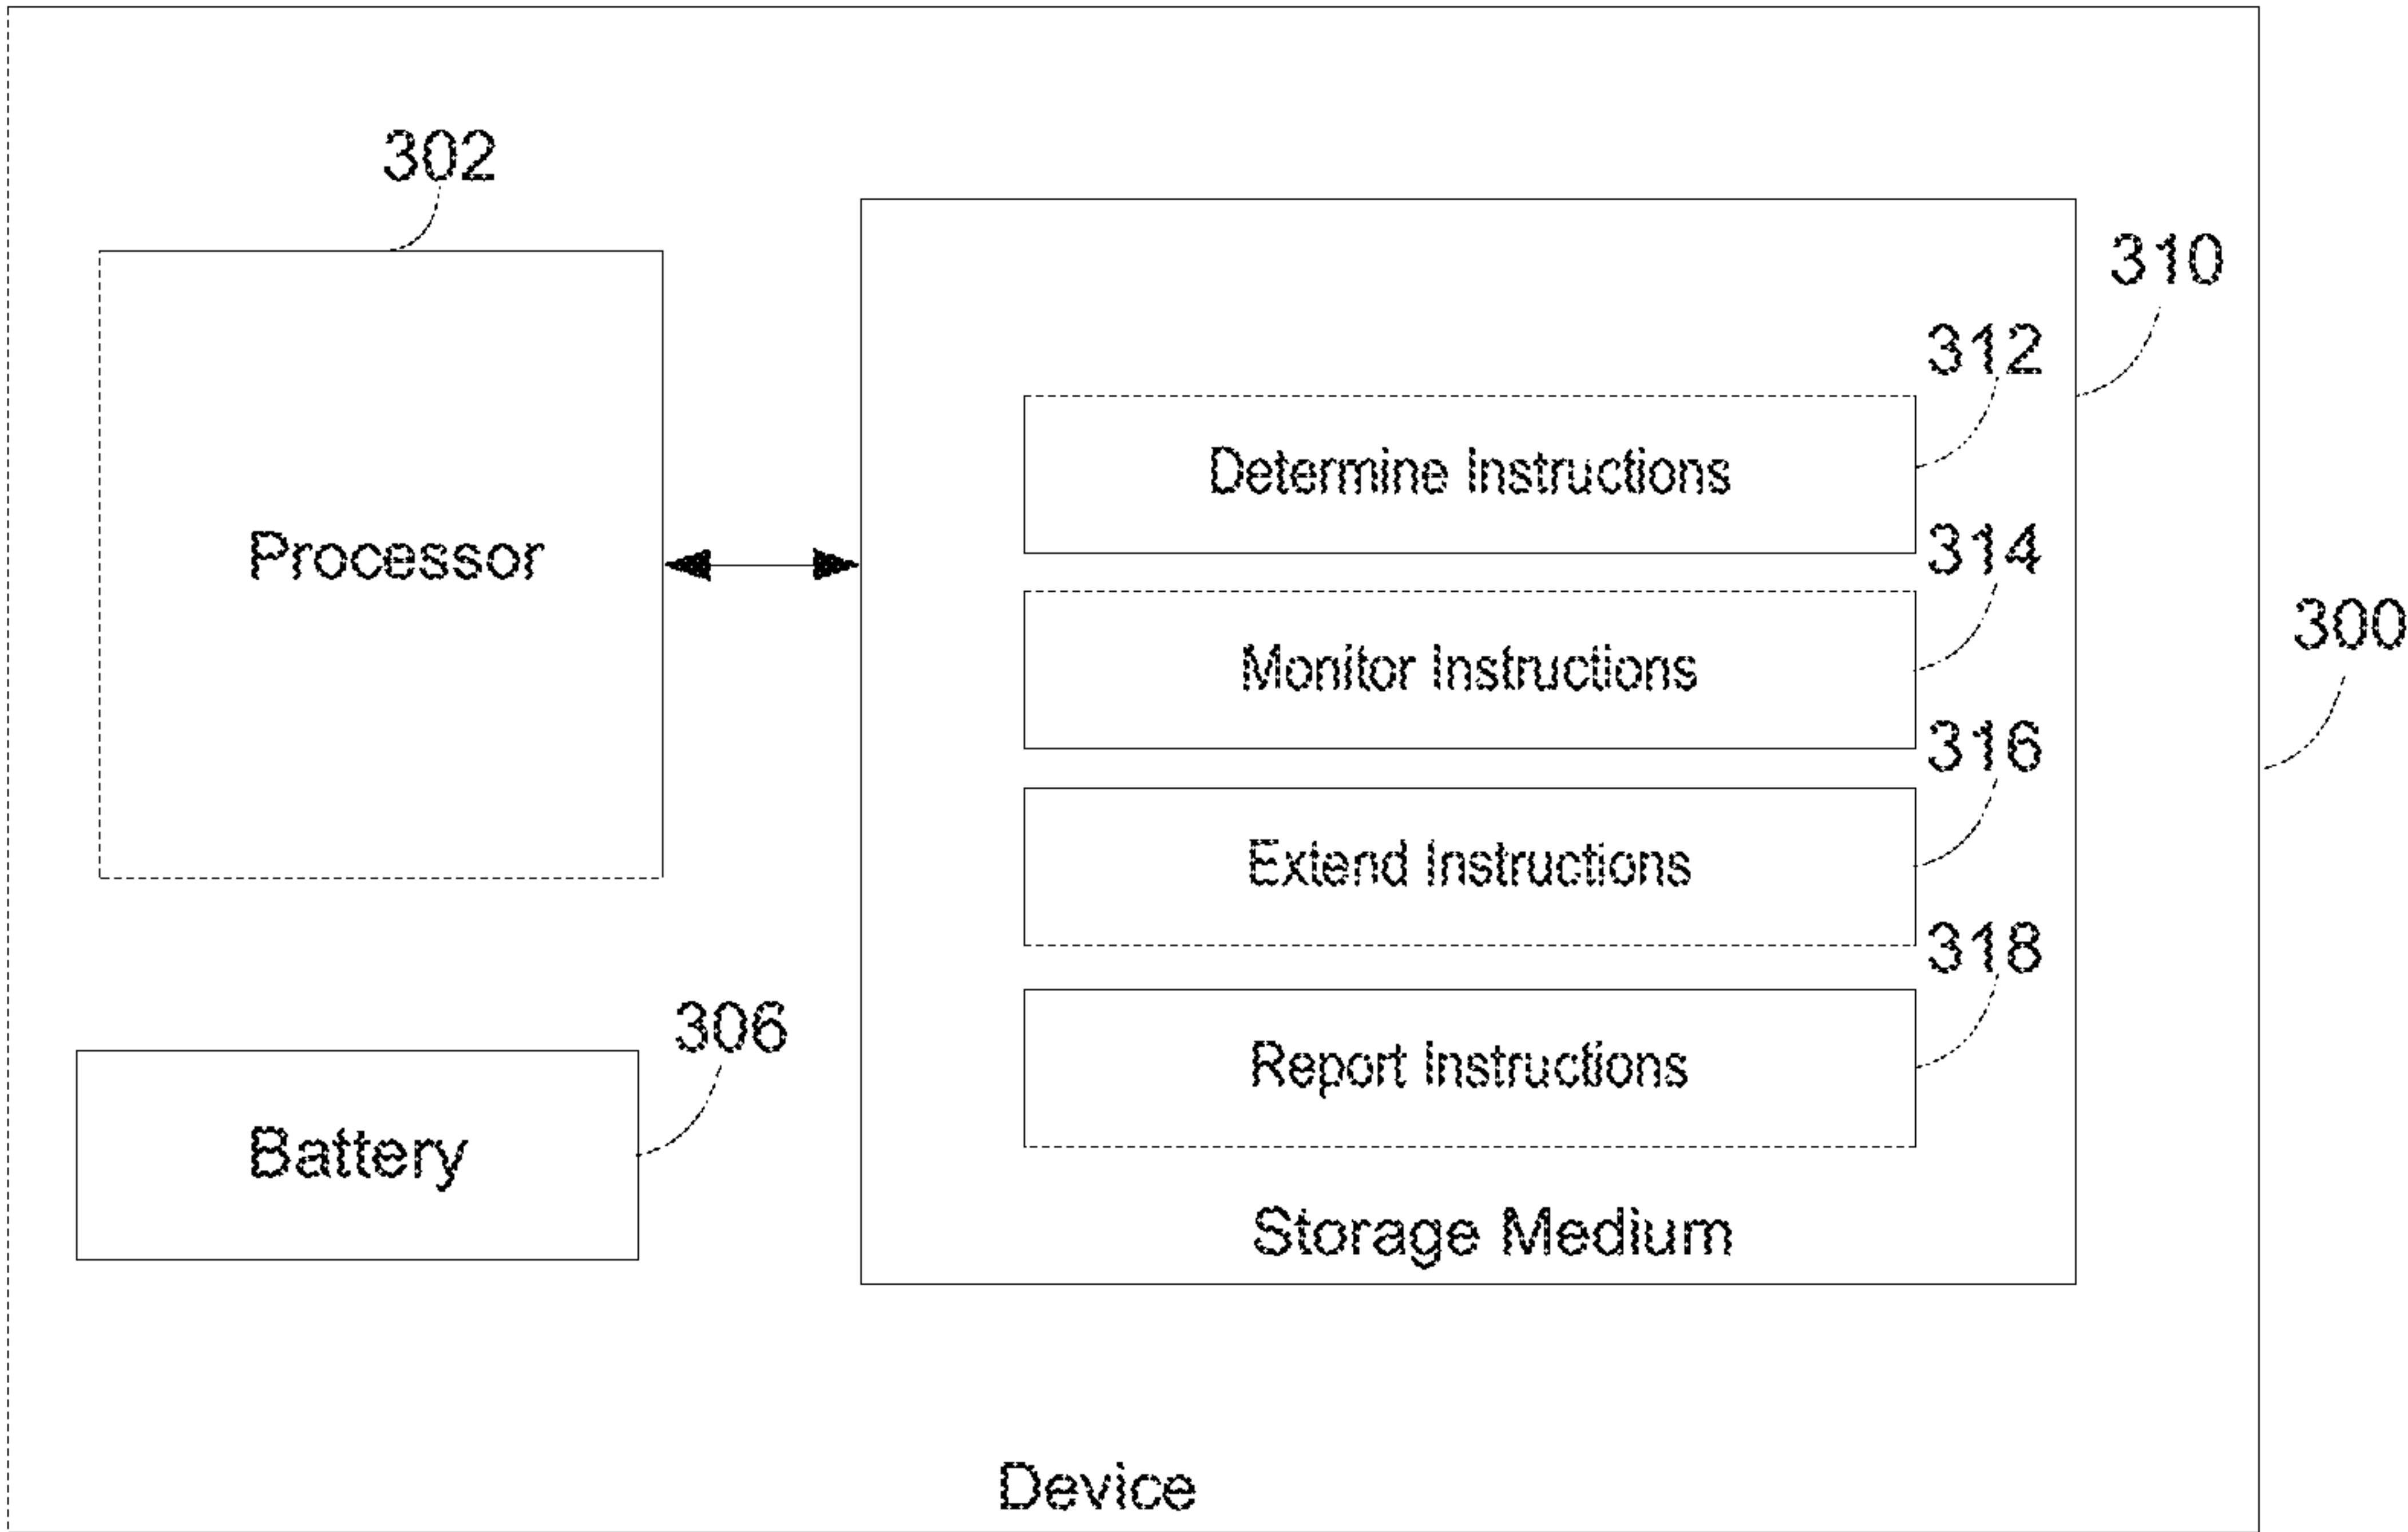 302
310
312
Determine Instructions
314
Processor
300
Monitor Instructions
316
Extend Instructions
318
306
Report Instructions
Battery
Storage Medium
Device